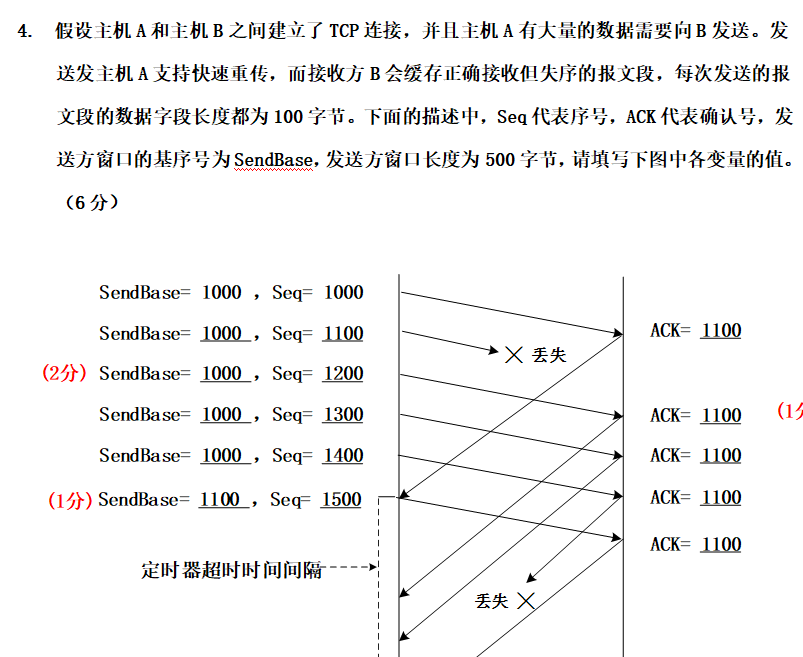 4. 假设主机 A 和主机 B 之间建立了 TCP 连接，并且主机 A 有大量的数据需要向 B 发送。发
送发主机 A 支持快速重传，而接收方 B 会缓存正确接收但失序的报文段，每次发送的报
文段的数据字段长度都为 100 字节。下面的描述中，Seq 代表序号，ACK 代表确认号，发
送方窗口的基序号为 SendBase，发送方窗口长度为 500 字节，请填写下图中各变量的值。
（6 分）
SendBase= 1000 ，Seq= 1000
ACK= 1100
SendBase= 1000 ，Seq= 1100
丢失
(2分) SendBase= 1000 ，Seq= 1200
SendBase= 1000 ，Seq= 1300
ACK= 1100
(1分
SendBase= 1000 ，Seq= 1400
ACK= 1100
(1分) SendBase= 1100 ，Seq= 1500
ACK= 1100
ACK= 1100
定时器超时时间间隔
丢失